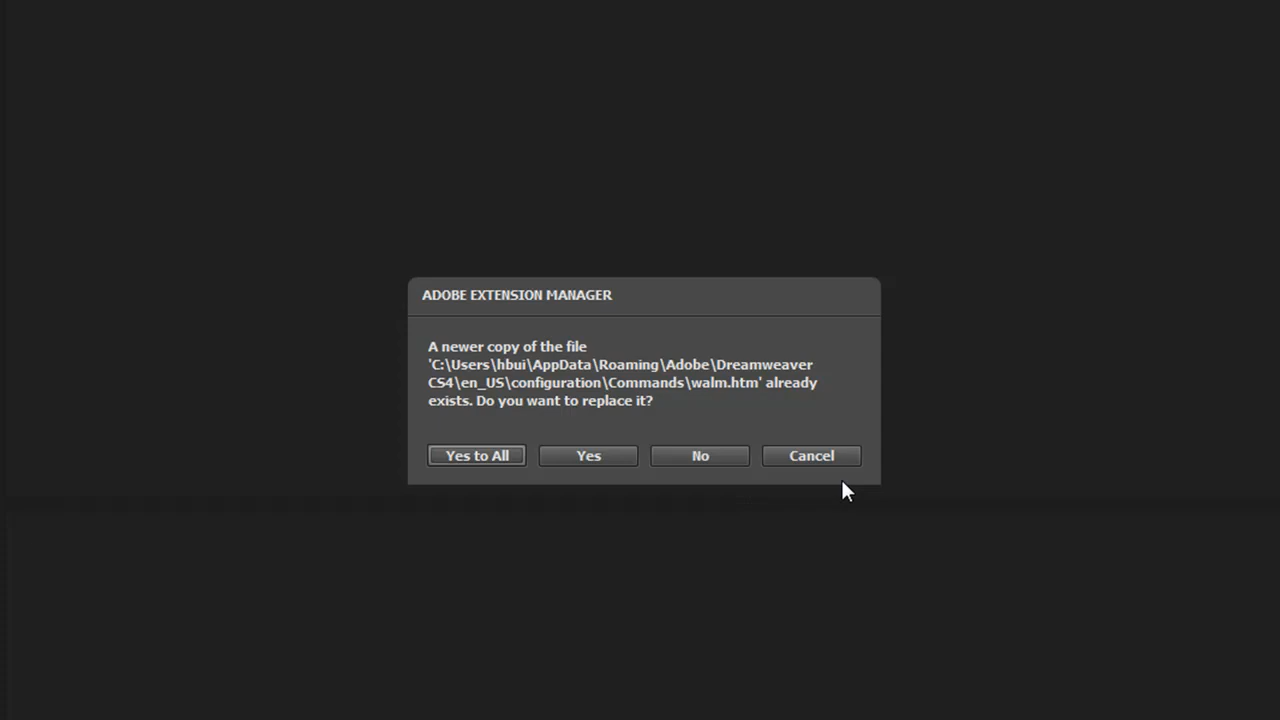 ADOBE EXTENSION MANAGER
A newer copy of the file
'C:\Users\hbui\AppData\Roaming\Adobe\Dreamweaver
CS4\en_US\configuration\Commands\walm.htm' already
exists. Do you want to replace it?
Yes to All Yes No Cancel